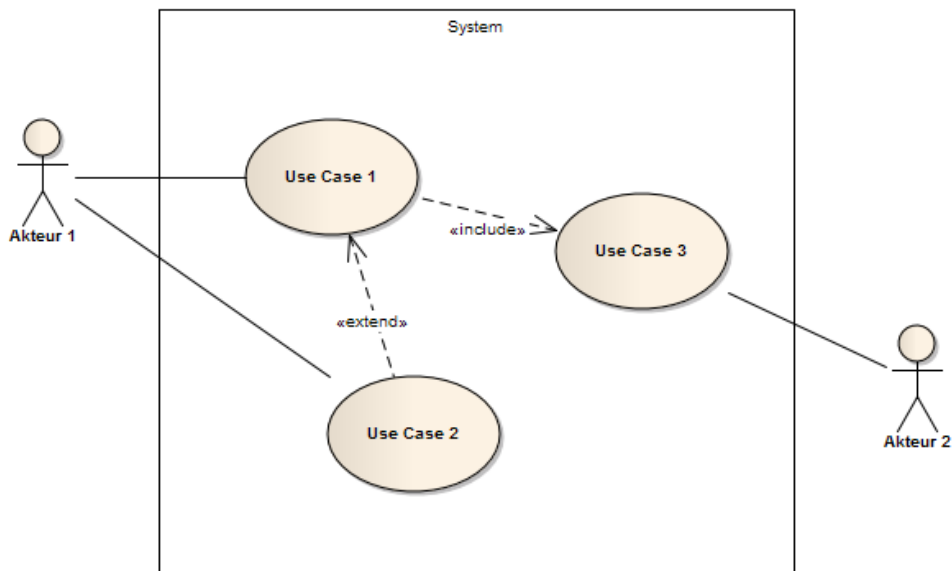 System
Use Case 1
Akteur 1
«include»
Use Case 3
«extend»
Use Case 2
Akteur 2